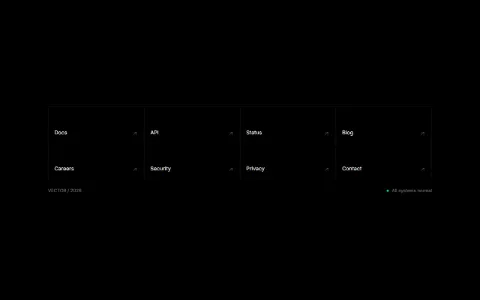 Docs
API
Status
Blog
Careers
Security
Privacy
Contact
All systems normal